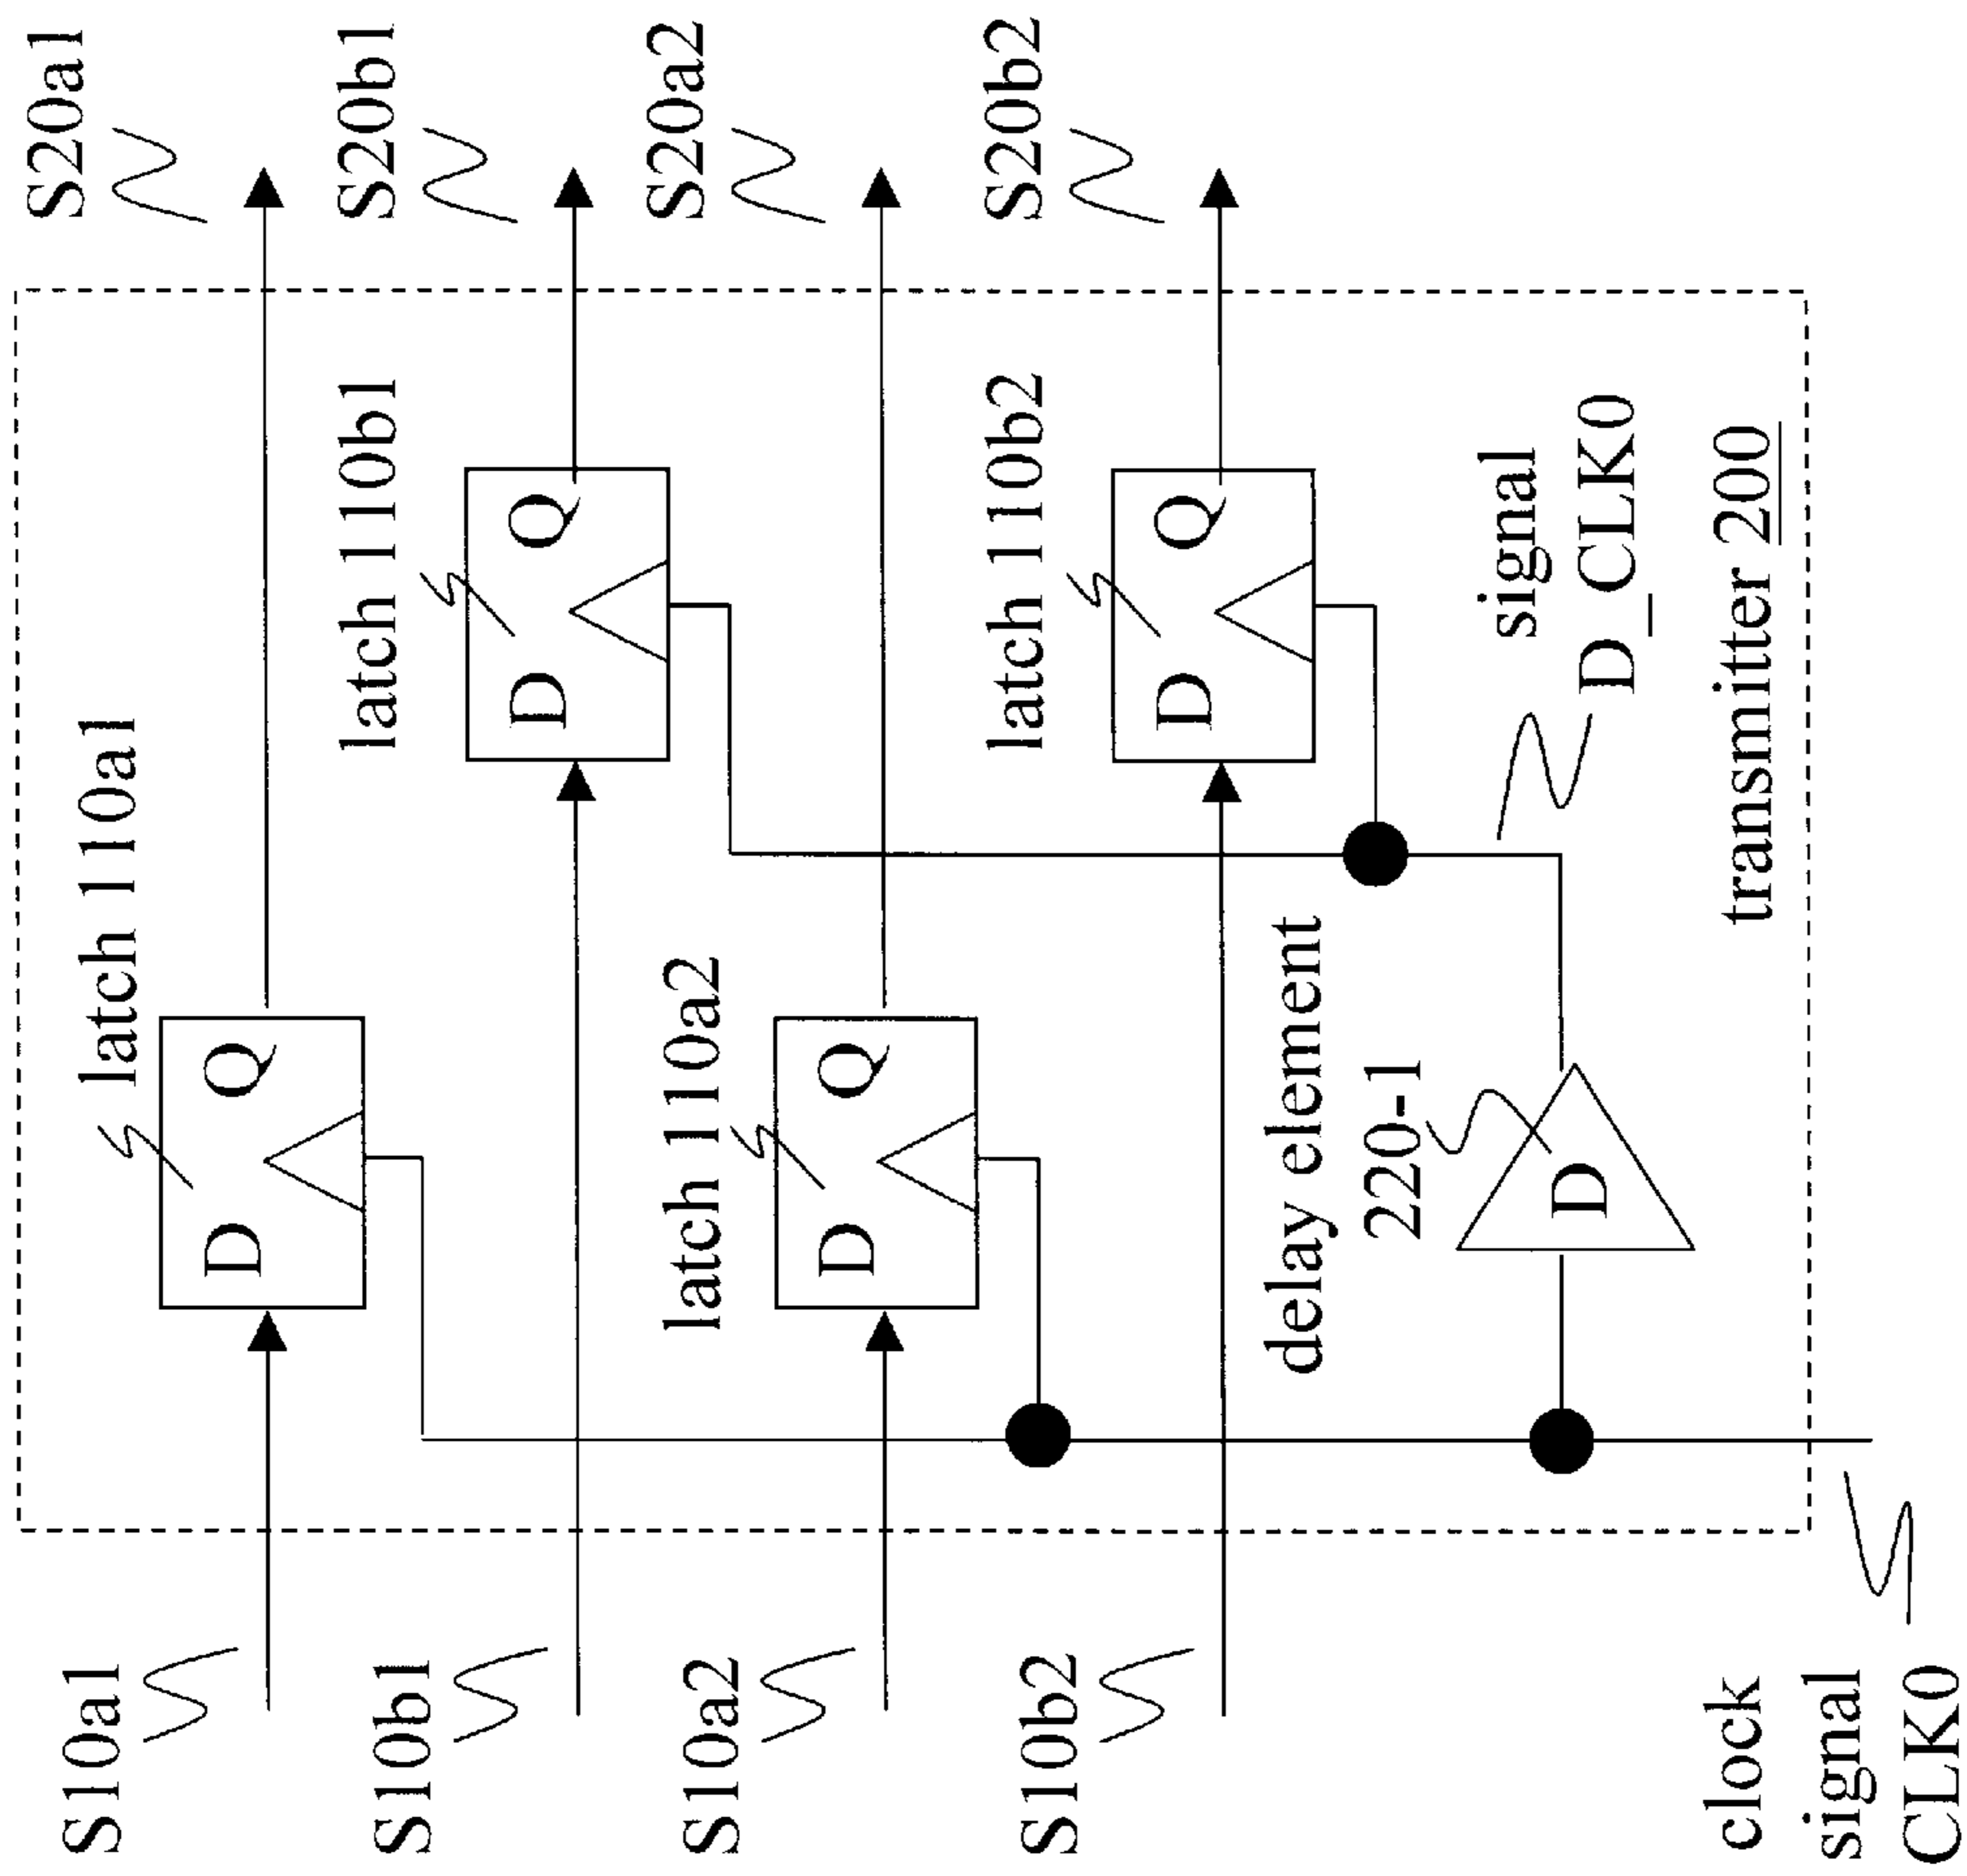 S10a1
S10b1
S10a2
S10b2
clock
signal
CLK0
latch 110a1
D Q
latch 110b1
D Q
latch 110a2
D Q
latch 110b2
D Q
delay element
220-1
D
signal
D_CLK0
transmitter 200
S20a1
S20b1
S20a2
S20b2